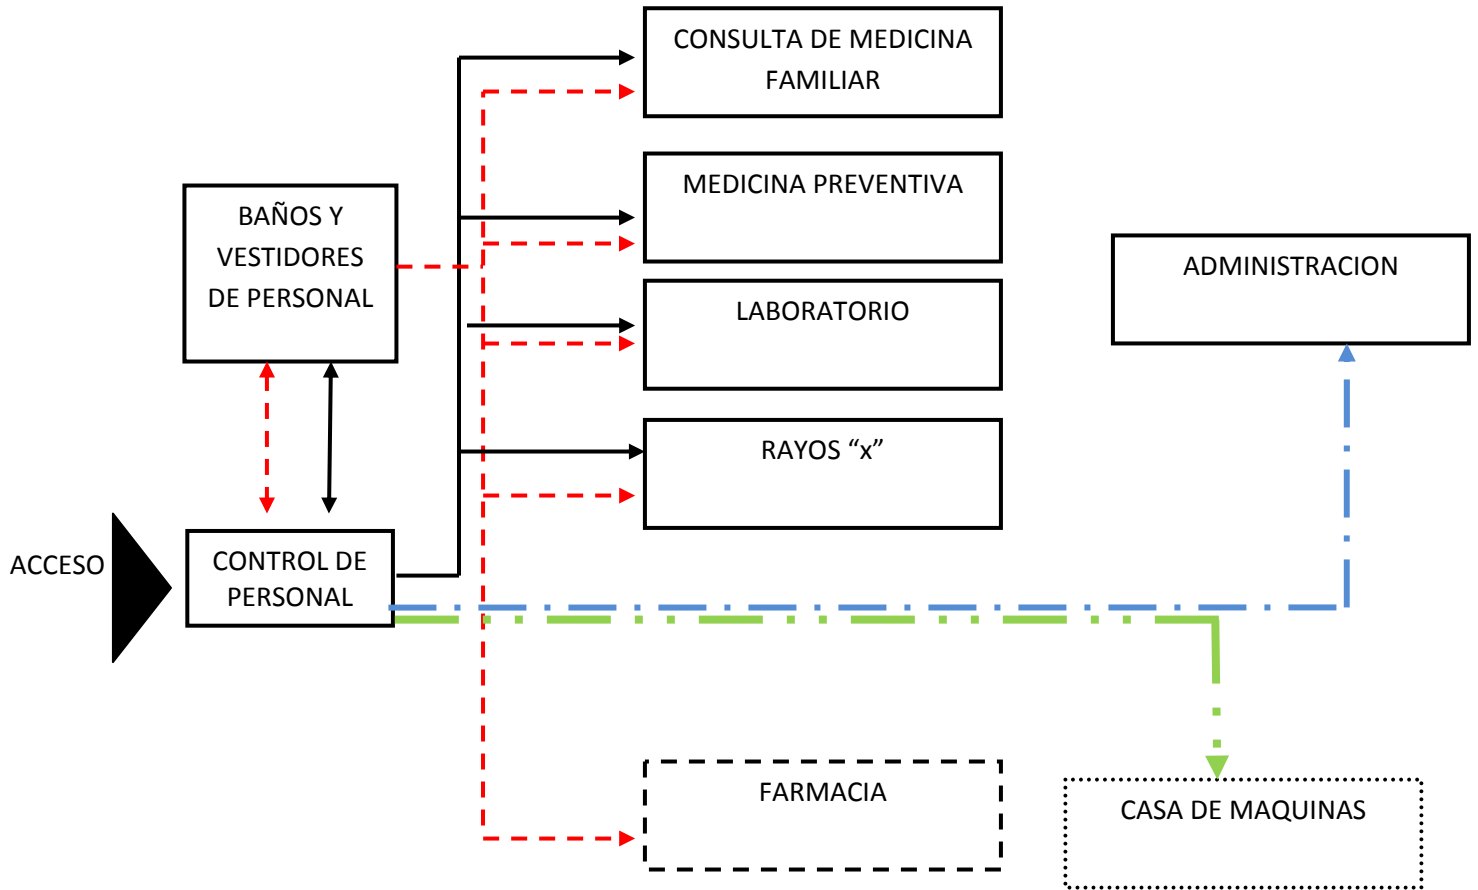 CONSULTA DE MEDICINA
FAMILIAR
MEDICINA PREVENTIVA
BAÑOS Y
VESTIDORES
DE PERSONAL
ADMINISTRACION
LABORATORIO
RAYOS “x”
ACCESO
CONTROL DE
PERSONAL
FARMACIA
CASA DE MAQUINAS